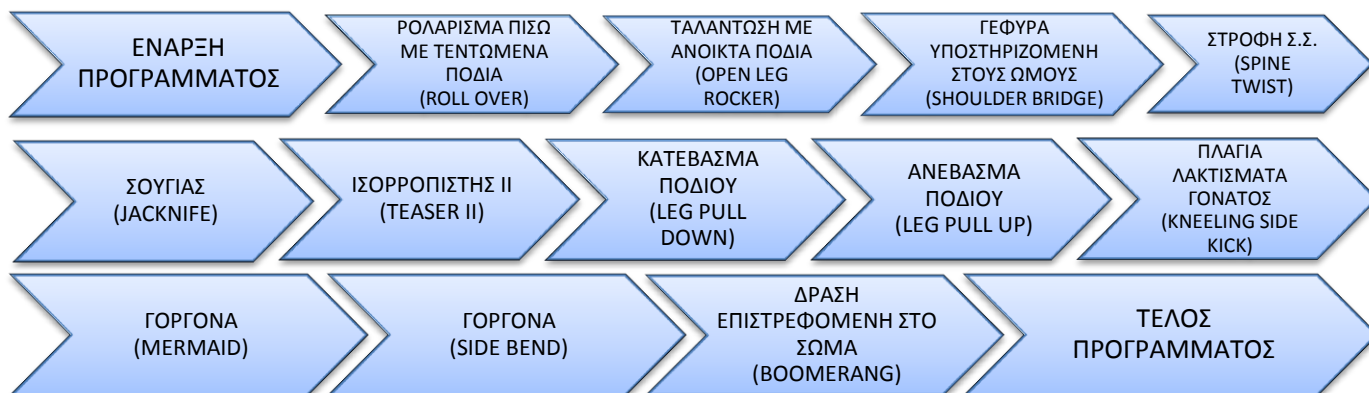 ΕΝΑΡΞΗ
ΠΡΟΓΡΑΜΜΑΤΟΣ
ΡΟΛΑΡΙΣΜΑ ΠΙΣΩ
ΜΕ ΤΕΝΤΩΜΕΝΑ
ΠΟΔΙΑ
(ROLL OVER)
ΤΑΛΑΝΤΩΣΗ ΜΕ
ΑΝΟΙΚΤΑ ΠΟΔΙΑ
(OPEN LEG
ROCKER)
ΓΕΦΥΡΑ
ΥΠΟΣΤΗΡΙΖΟΜΕΝΗ
ΣΤΟΥΣ ΩΜΟΥΣ
(SHOULDER BRIDGE)
ΣΤΡΟΦΗ Σ.Σ.
(SPINE
TWIST)
ΣΟΥΓΙΑΣ
(JACKNIFE)
ΙΣΟΡΡΟΠΙΣΤΗΣ ΙΙ
(TEASER II)
ΚΑΤΕΒΑΣΜΑ
ΠΟΔΙΟΥ
(LEG PULL
DOWN)
ΑΝΕΒΑΣΜΑ
ΠΟΔΙΟΥ
(LEG PULL UP)
ΠΛΑΓΙΑ
ΛΑΚΤΙΣΜΑΤΑ
ΓΟΝΑΤΟΣ
(KNEELING SIDE
KICK)
ΓΟΡΓΟΝΑ
(MERMAID)
ΓΟΡΓΟΝΑ
(SIDE BEND)
ΔΡΑΣΗ
ΕΠΙΣΤΡΕΦΟΜΕΝΗ ΣΤΟ
ΣΩΜΑ
(BOOMERANG)
ΤΕΛΟΣ
ΠΡΟΓΡΑΜΜΑΤΟΣ